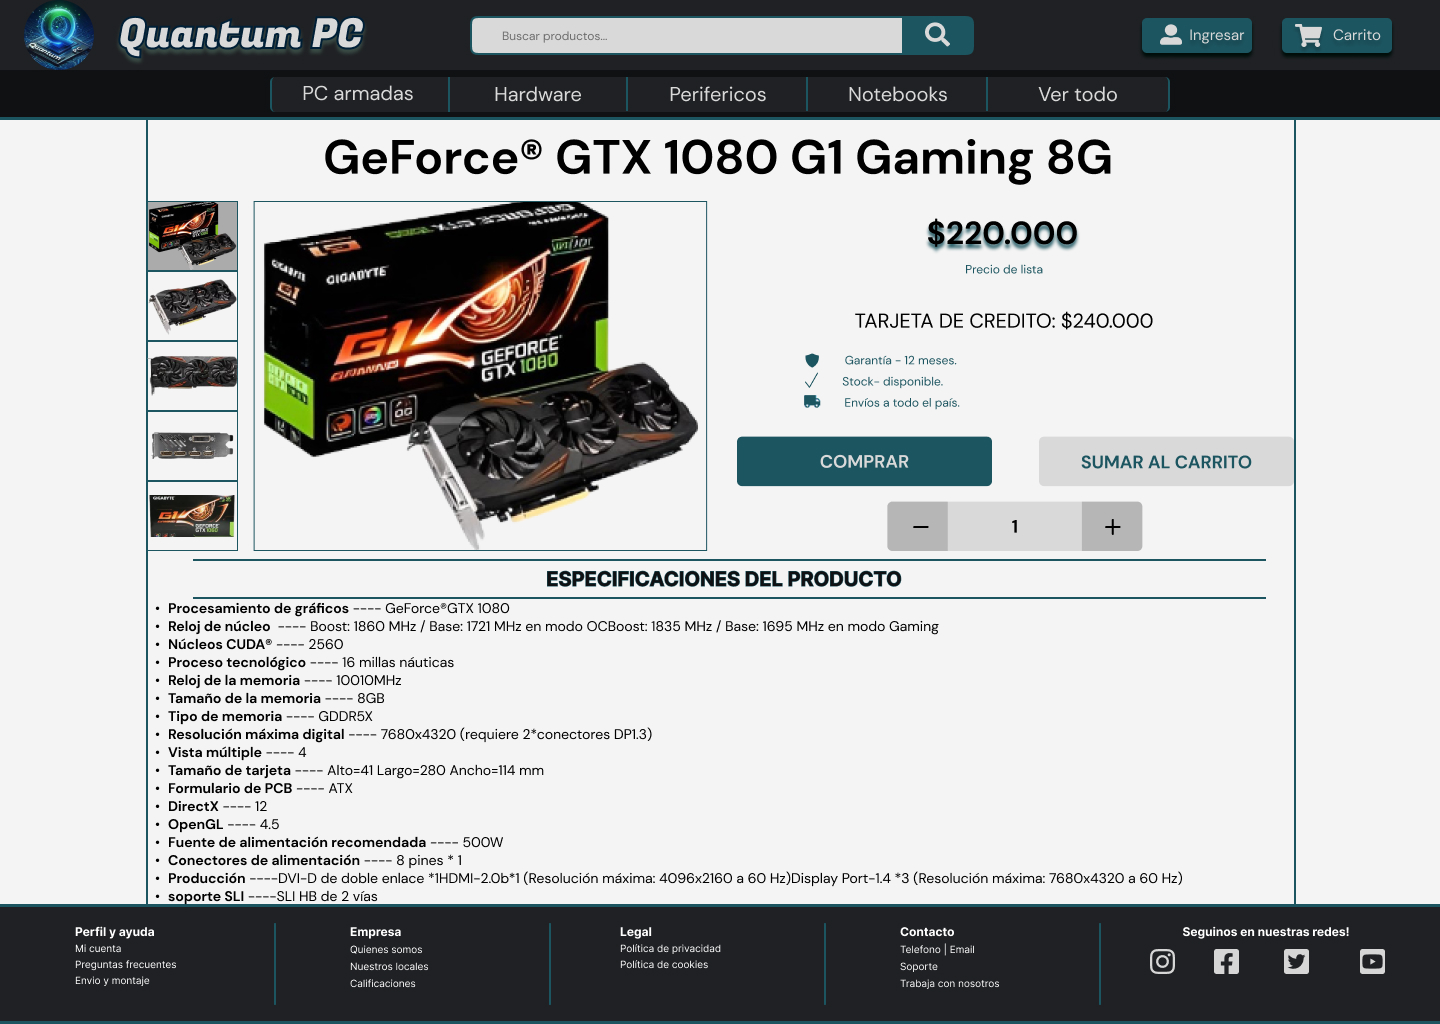 Quantum PC
Buscar productos...
Ingresar
Carrito
PC armadas
Hardware
Perifericos
Notebooks
Ver todo
GeForce® GTX 1080 G1 Gaming 8G
GIGABYTE
G1
GAMING
GEFORCE
GTX 1080
$220.000
Precio de lista
TARJETA DE CREDITO: $240.000
Garantía - 12 meses.
Stock- disponible.
Envíos a todo el país.
COMPRAR
SUMAR AL CARRITO
1
ESPECIFICACIONES DEL PRODUCTO
• Procesamiento de gráficos ---- GeForce®GTX 1080
• Reloj de núcleo ---- Boost: 1860 MHz / Base: 1721 MHz en modo OCBoost: 1835 MHz / Base: 1695 MHz en modo Gaming
• Núcleos CUDA® ---- 2560
• Proceso tecnológico ---- 16 millas náuticas
• Reloj de la memoria ---- 10010MHz
• Tamaño de la memoria ---- 8GB
• Tipo de memoria ---- GDDR5X
• Resolución máxima digital ---- 7680x4320 (requiere 2*conectores DP1.3)
• Vista múltiple ---- 4
• Tamaño de tarjeta ---- Alto=41 Largo=280 Ancho=114 mm
• Formulario de PCB ---- ATX
• DirectX ---- 12
• OpenGL ---- 4.5
• Fuente de alimentación recomendada ---- 500W
• Conectores de alimentación ---- 8 pines * 1
• Producción ----DVI-D de doble enlace *1HDMI-2.0b*1 (Resolución máxima: 4096x2160 a 60 Hz)Display Port-1.4 *3 (Resolución máxima: 7680x4320 a 60 Hz)
• soporte SLI ----SLI HB de 2 vías
Perfil y ayuda
Mi cuenta
Preguntas frecuentes
Envio y montaje
Empresa
Quienes somos
Nuestros locales
Calificaciones
Legal
Política de privacidad
Política de cookies
Contacto
Telefono | Email
Soporte
Trabaja con nosotros
Seguinos en nuestras redes!